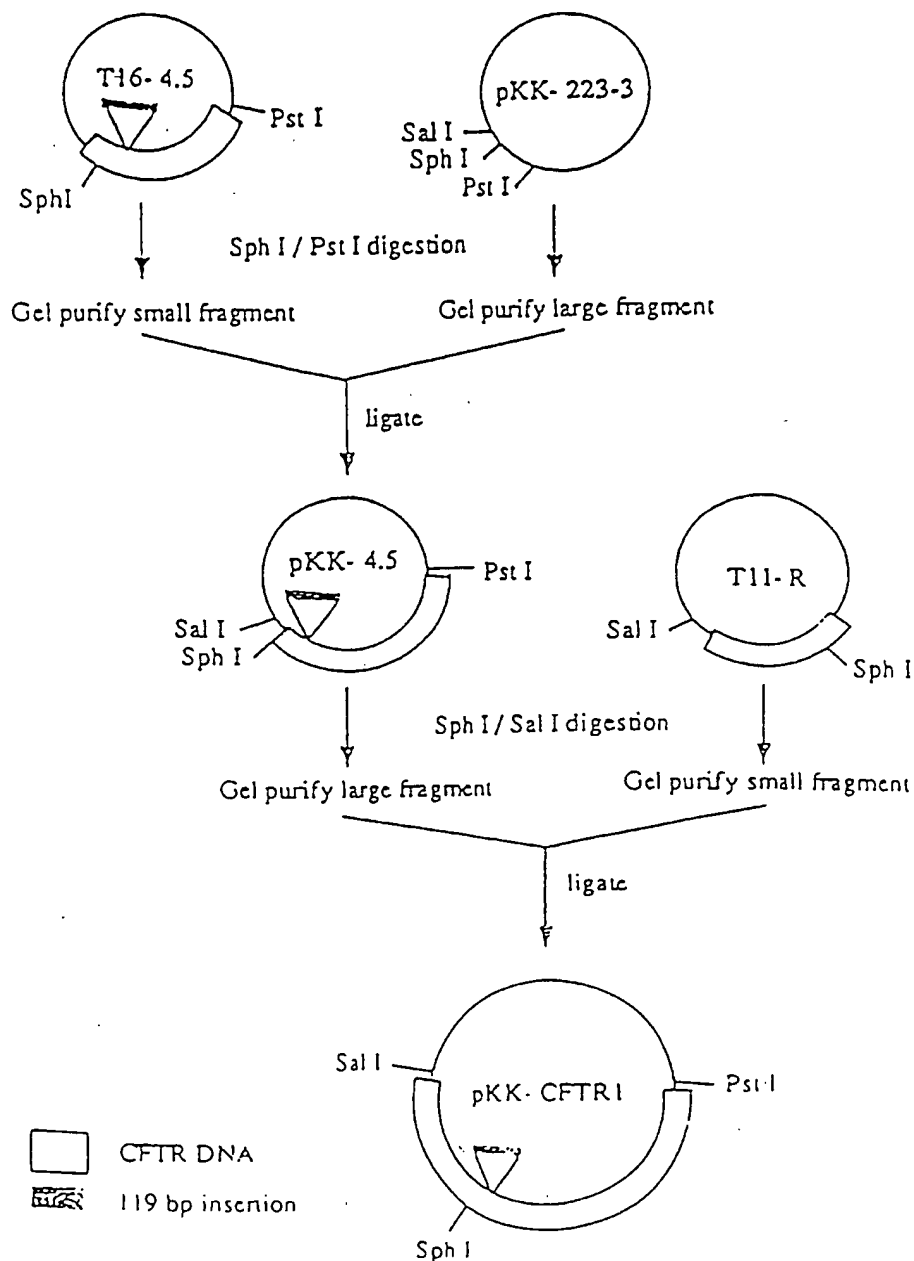 T16-4.5
Pst I
SphI
pKK-223-3
Sal I
Sph I
Pst I
Sph I / Pst I digestion
Gel purify small fragment
Gel purify large fragment
ligate
pKK-4.5
Pst I
Sal I
Sph I
T11-R
Sal I
Sph I
Sph I / Sal I digestion
Gel purify large fragment
Gel purify small fragment
ligate
Sal I
pKK-CFTR1
Pst I
Sph I
CFTR DNA
119 bp insertion